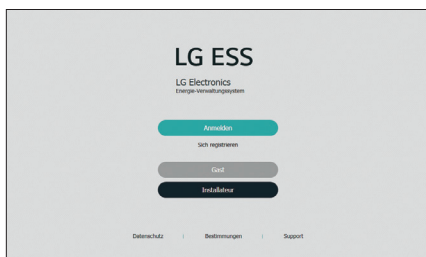 LG ESS
LG Electronics
Energie-Verwaltungssystem
Anmelden
Sich registrieren
Gast
Installateur
Datenschutz | Bestimmungen | Support